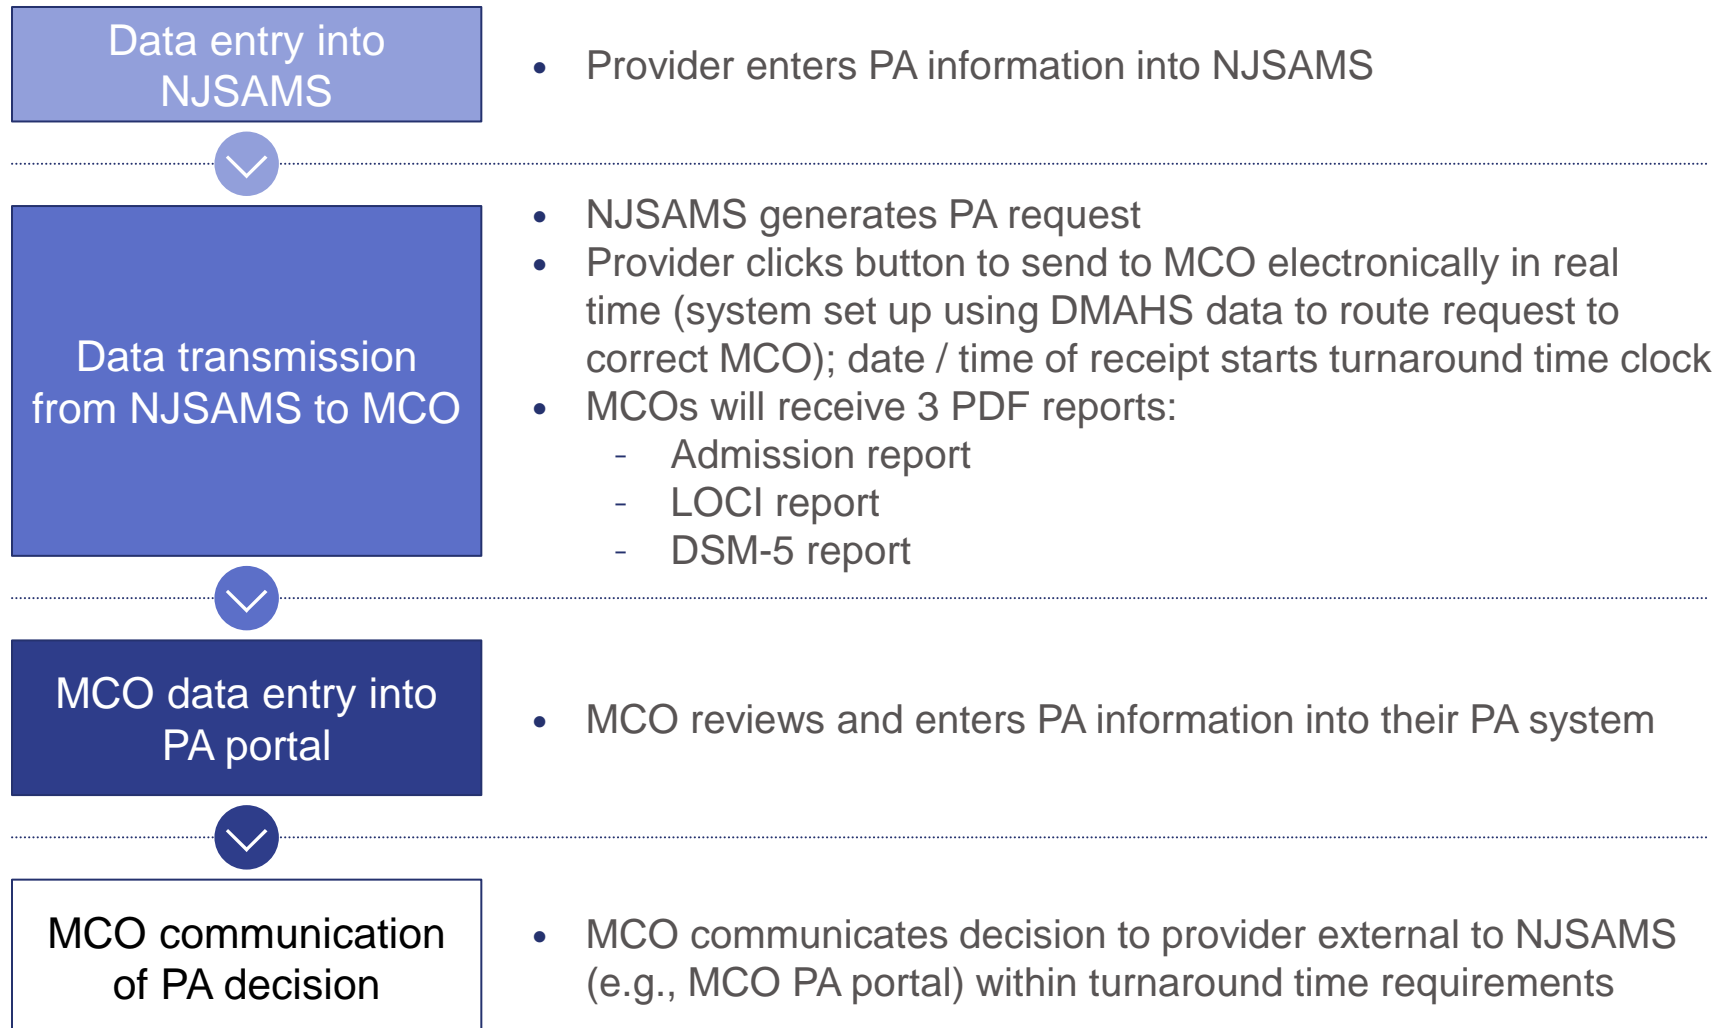 Data entry into
NJSAMS
• Provider enters PA information into NJSAMS
Data transmission
from NJSAMS to MCO
• NJSAMS generates PA request
• Provider clicks button to send to MCO electronically in real
time (system set up using DMAHS data to route request to
correct MCO); date / time of receipt starts turnaround time clock
• MCOs will receive 3 PDF reports:
- Admission report
- LOCI report
- DSM-5 report
MCO data entry into
PA portal
• MCO reviews and enters PA information into their PA system
MCO communication
of PA decision
• MCO communicates decision to provider external to NJSAMS
(e.g., MCO PA portal) within turnaround time requirements